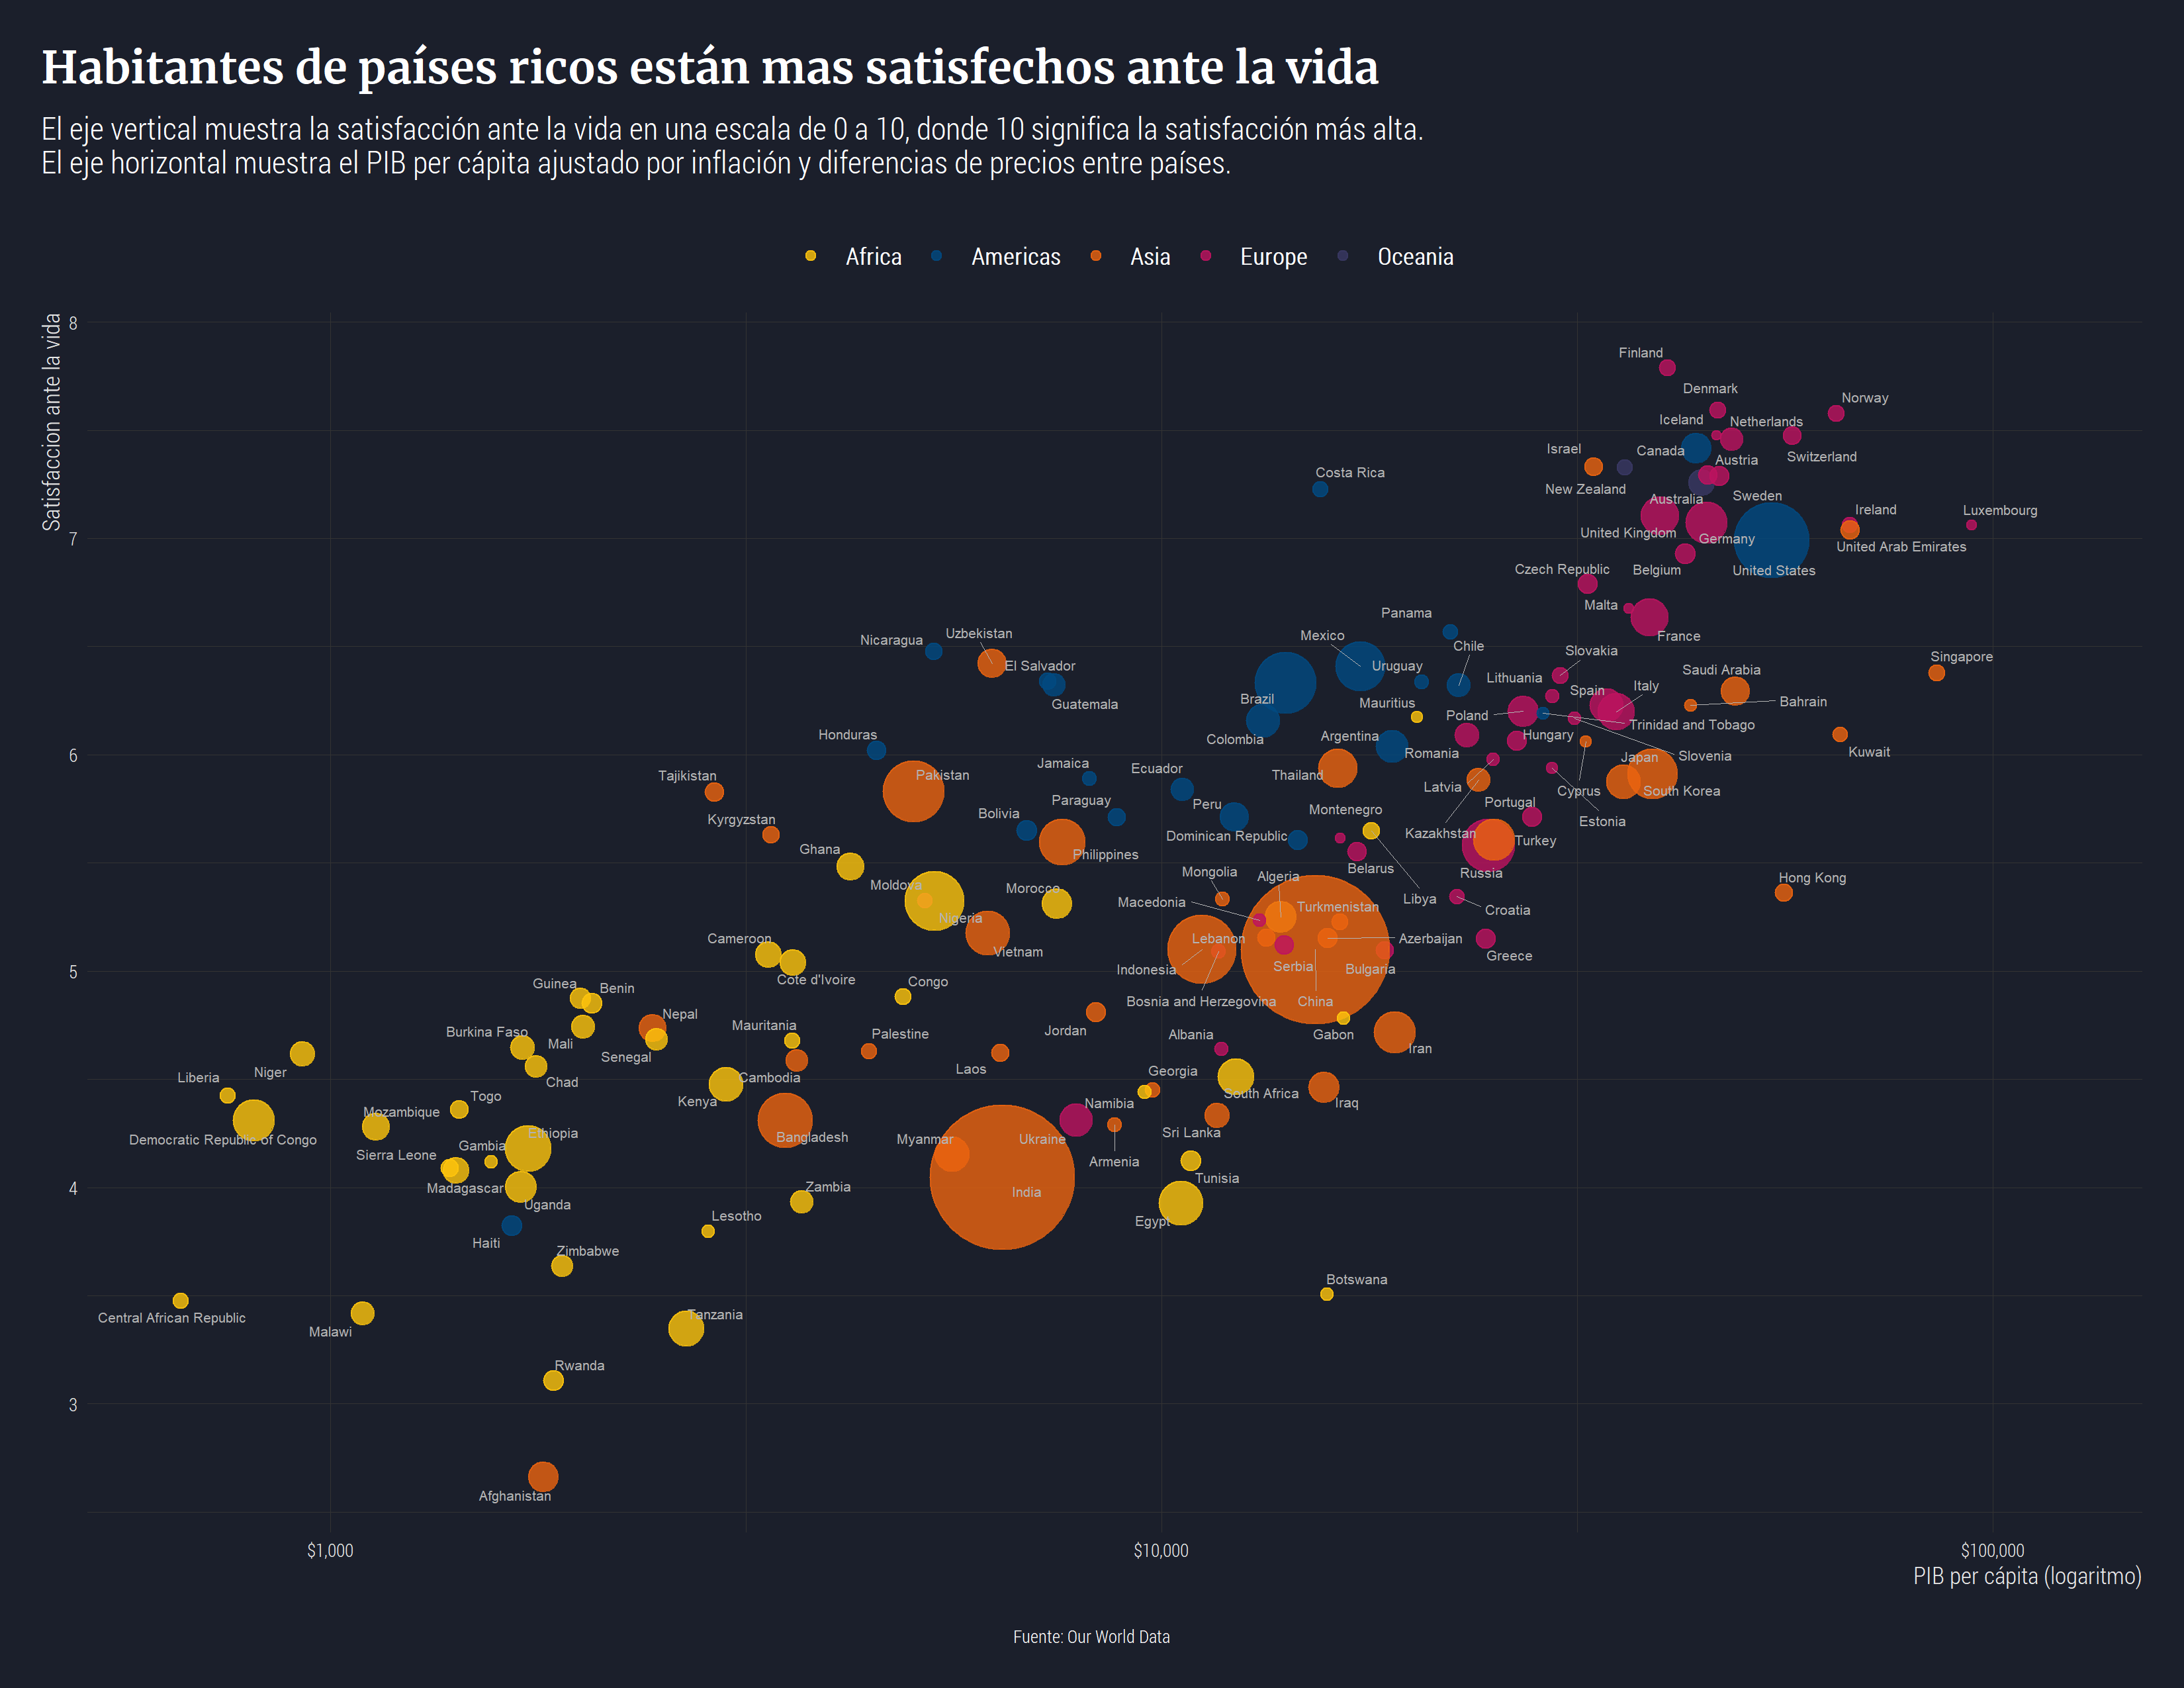 Habitantes de países ricos están mas satisfechos ante la vida
El eje vertical muestra la satisfacción ante la vida en una escala de 0 a 10, donde 10 significa la satisfacción más alta.
El eje horizontal muestra el PIB per cápita ajustado por inflación y diferencias de precios entre países.
Africa
Americas
Asia
Europe
Oceania
Satisfaccion ante la vida
8
7
6
5
4
3
Finland
Denmark
Norway
Iceland
Netherlands
Israel
Canada
Austria
Switzerland
Costa Rica
New Zealand
Australia
Sweden
Ireland
Luxembourg
United Kingdom
Germany
United Arab Emirates
Czech Republic
Belgium
United States
Malta
Panama
France
Nicaragua
Uzbekistan
Mexico
Chile
Slovakia
El Salvador
Uruguay
Singapore
Saudi Arabia
Lithuania
Spain
Italy
Guatemala
Brazil
Mauritius
Bahrain
Poland
Trinidad and Tobago
Honduras
Colombia
Argentina
Romania
Hungary
Kuwait
Slovenia
Japan
Jamaica
Ecuador
Tajikistan
Pakistan
Thailand
Latvia
Cyprus
South Korea
Paraguay
Peru
Portugal
Montenegro
Bolivia
Kyrgyzstan
Estonia
Dominican Republic
Kazakhstan
Turkey
Ghana
Philippines
Belarus
Russia
Mongolia
Algeria
Hong Kong
Moldova
Morocco
Macedonia
Libya
Turkmenistan
Croatia
Nigeria
Cameroon
Lebanon
Azerbaijan
Vietnam
Greece
Indonesia
Serbia
Bulgaria
Cote d'Ivoire
Congo
Guinea
Benin
Bosnia and Herzegovina
China
Nepal
Mauritania
Burkina Faso
Palestine
Jordan
Albania
Gabon
Mali
Senegal
Iran
Niger
Laos
Georgia
Liberia
Chad
Cambodia
Togo
Kenya
Namibia
South Africa
Iraq
Mozambique
Democratic Republic of Congo
Ethiopia
Bangladesh
Myanmar
Ukraine
Sri Lanka
Gambia
Sierra Leone
Armenia
Madagascar
Zambia
India
Tunisia
Uganda
Lesotho
Egypt
Haiti
Zimbabwe
Botswana
Central African Republic
Malawi
Tanzania
Rwanda
Afghanistan
$1,000
$10,000
$100,000
PIB per cápita (logaritmo)
Fuente: Our World Data